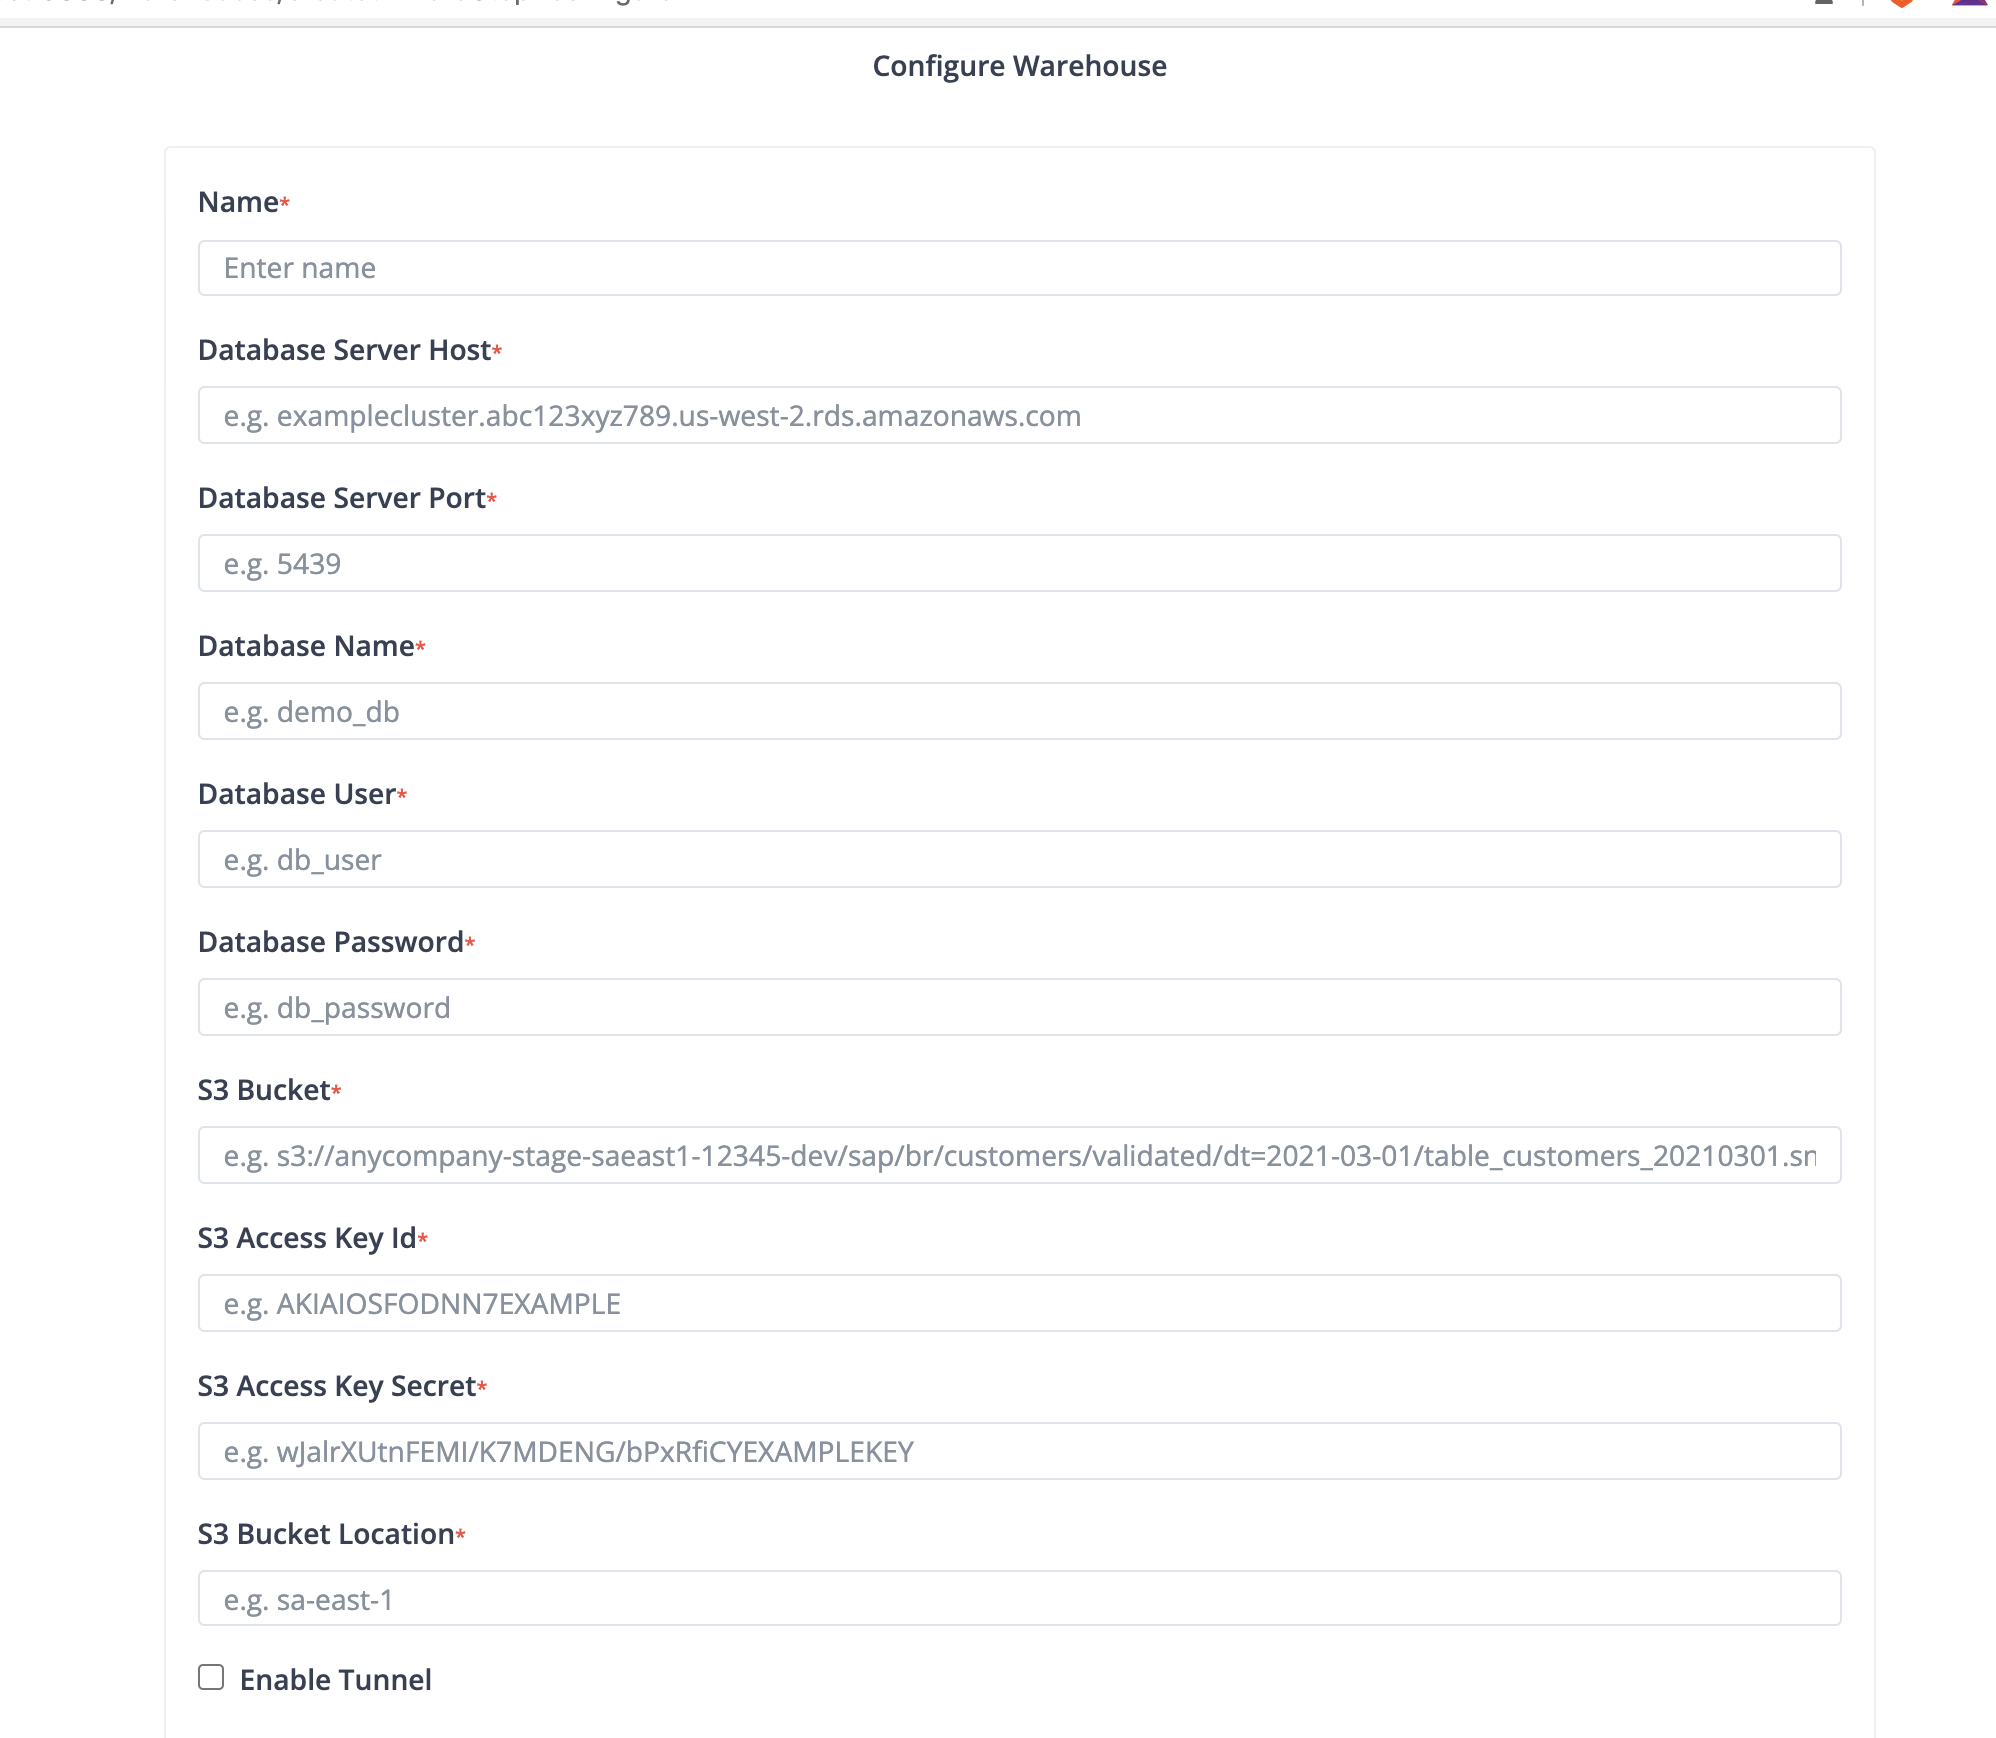 Configure Warehouse
Name*
Enter name
Database Server Host*
e.g. examplecluster.abc123xyz789.us-west-2.rds.amazonaws.com
Database Server Port*
e.g. 5439
Database Name*
e.g. demo_db
Database User*
e.g. db_user
Database Password*
e.g. db_password
S3 Bucket*
e.g. s3://anycompany-stage-saeast1-12345-dev/sap/br/customers/validated/dt=2021-03-01/table_customers_20210301.sn
S3 Access Key Id*
e.g. AKIAIOSFODNN7EXAMPLE
S3 Access Key Secret*
e.g. wJalrXUtnFEMI/K7MDENG/bPxRfiCYEXAMPLEKEY
S3 Bucket Location*
e.g. sa-east-1
Enable Tunnel